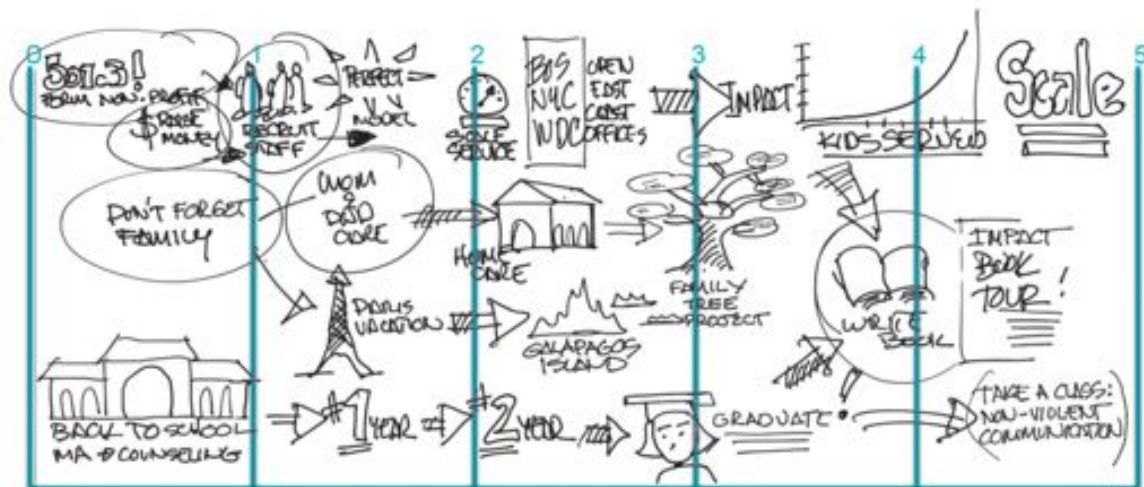 0
1
2
3
4
5
501.3!
FORM NON-PROFIT
$ RAISE
MONEY
RECRUIT
STAFF
PERFECT
MODEL
SCALE
SERVICE
BOS
NYC
WDC
OPEN
EAST
COAST
OFFICES
IMPACT
KIDS SERVED
Scale
DON'T FORGET
FAMILY
MOM
&
DAD
CARE
HOME
CARE
FAMILY
TREE
PROJECT
PARIS
VACATION
GALAPAGOS
ISLAND
WRITE
BOOK
IMPACT
BOOK
TOUR!
BACK TO SCHOOL
MA COUNSELING
#1 YEAR
#2 YEAR
GRADUATE
(TAKE A CLASS:
NON-VIOLENT
COMMUNICATION)